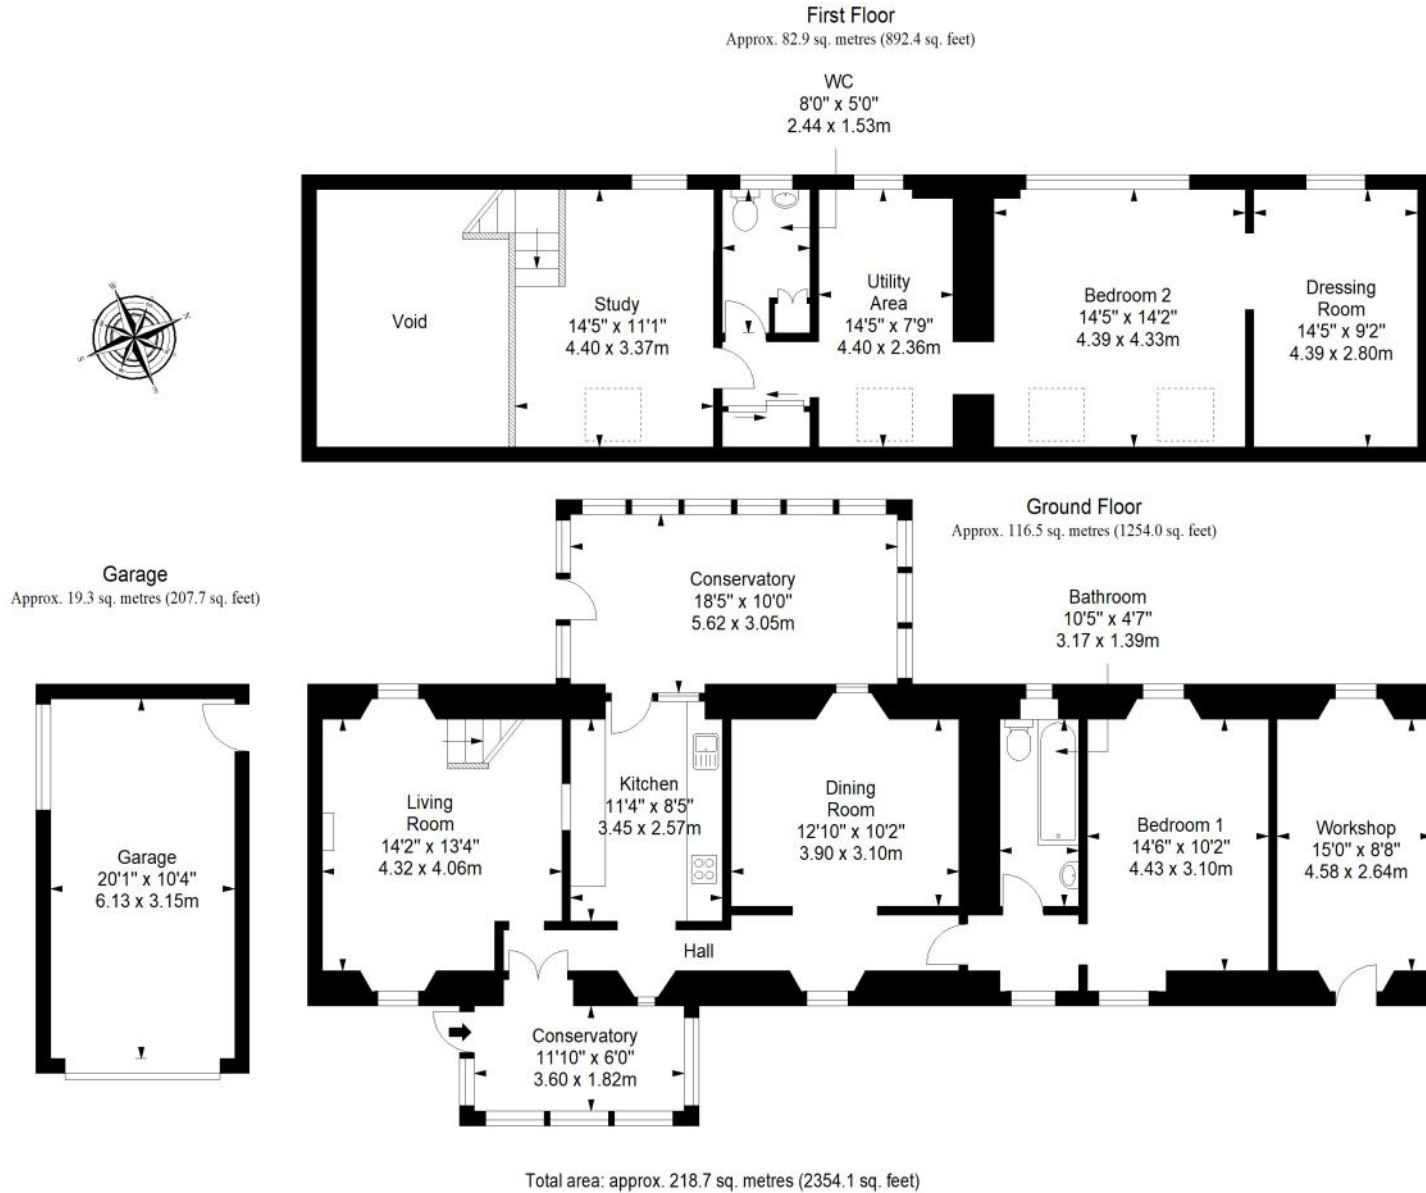 First Floor
Approx. 82.9 sq. metres (892.4 sq. feet)
WC
8'0" x 5'0"
2.44 x 1.53m
Void
Study
14'5" x 11'1"
4.40 x 3.37m
Utility
Area
14'5" x 7'9"
4.40 x 2.36m
Bedroom 2
14'5" x 14'2"
4.39 x 4.33m
Dressing
Room
14'5" x 9'2"
4.39 x 2.80m
W
N
S
E
Ground Floor
Approx. 116.5 sq. metres (1254.0 sq. feet)
Garage
Approx. 19.3 sq. metres (207.7 sq. feet)
Conservatory
18'5" x 10'0"
5.62 x 3.05m
Bathroom
10'5" x 4'7"
3.17 x 1.39m
Garage
20'1" x 10'4"
6.13 x 3.15m
Living
Room
14'2" x 13'4"
4.32 x 4.06m
Kitchen
11'4" x 8'5"
3.45 x 2.57m
Dining
Room
12'10" x 10'2"
3.90 x 3.10m
Bedroom 1
14'6" x 10'2"
4.43 x 3.10m
Workshop
15'0" x 8'8"
4.58 x 2.64m
Hall
Conservatory
11'10" x 6'0"
3.60 x 1.82m
Total area: approx. 218.7 sq. metres (2354.1 sq. feet)